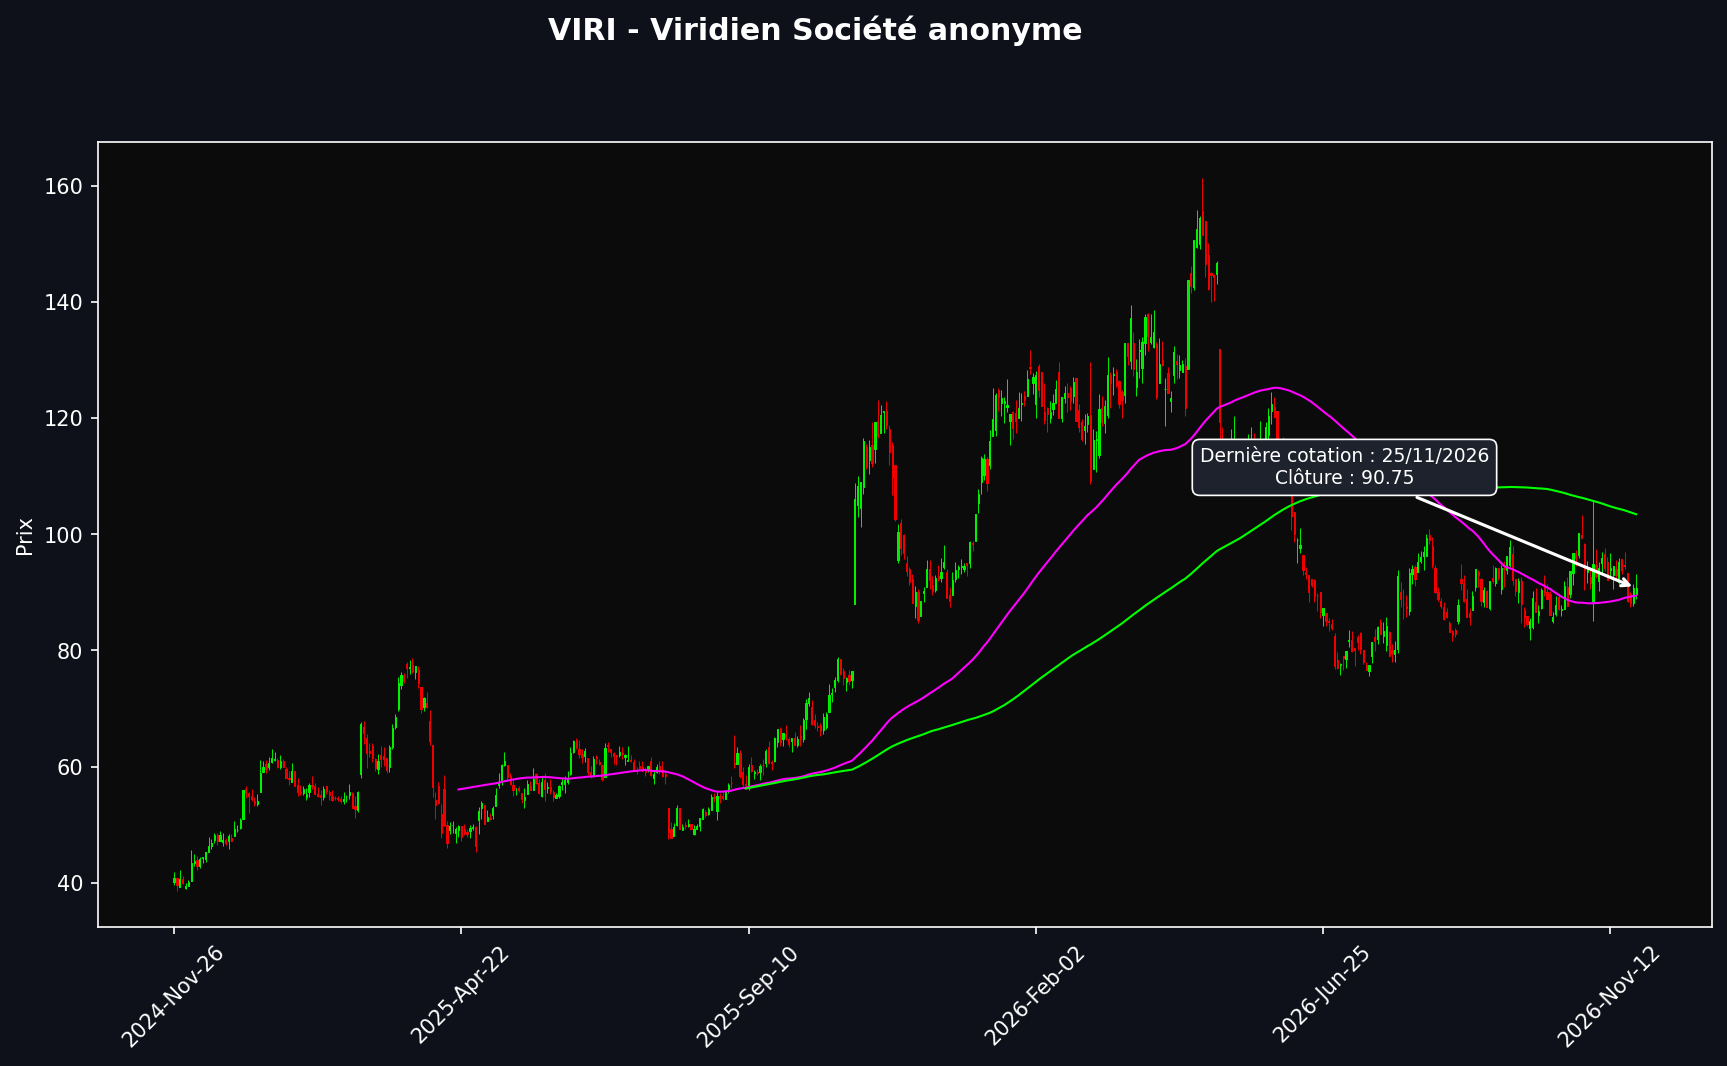 VIRI - Viridien Société anonyme
160
140
120
100
80
60
40
Prix
Dernière cotation : 25/11/2026
Clôture : 90.75
2024-Nov-26
2025-Apr-22
2025-Sep-10
2026-Feb-02
2026-Jun-25
2026-Nov-12